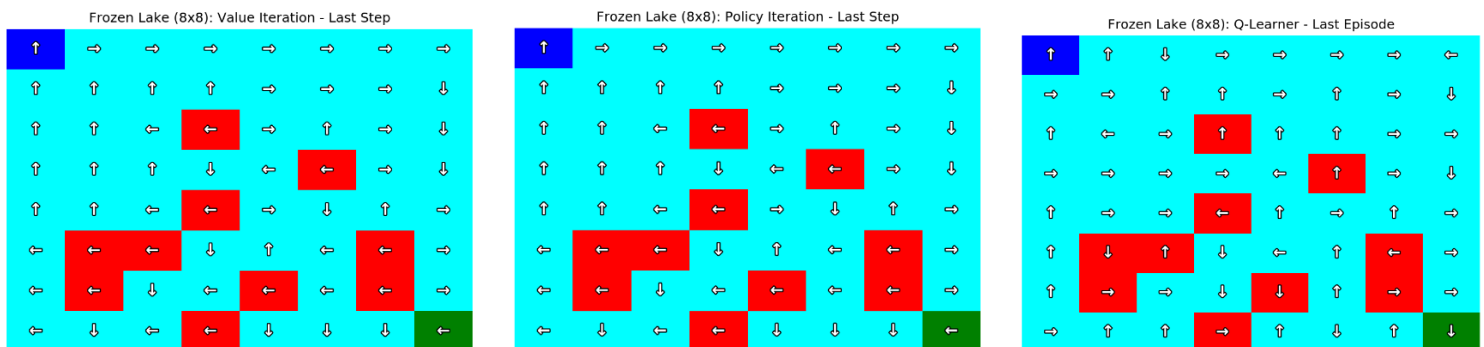 Frozen Lake (8x8): Value Iteration - Last Step
Frozen Lake (8x8): Policy Iteration - Last Step
Frozen Lake (8x8): Q-Learner - Last Episode